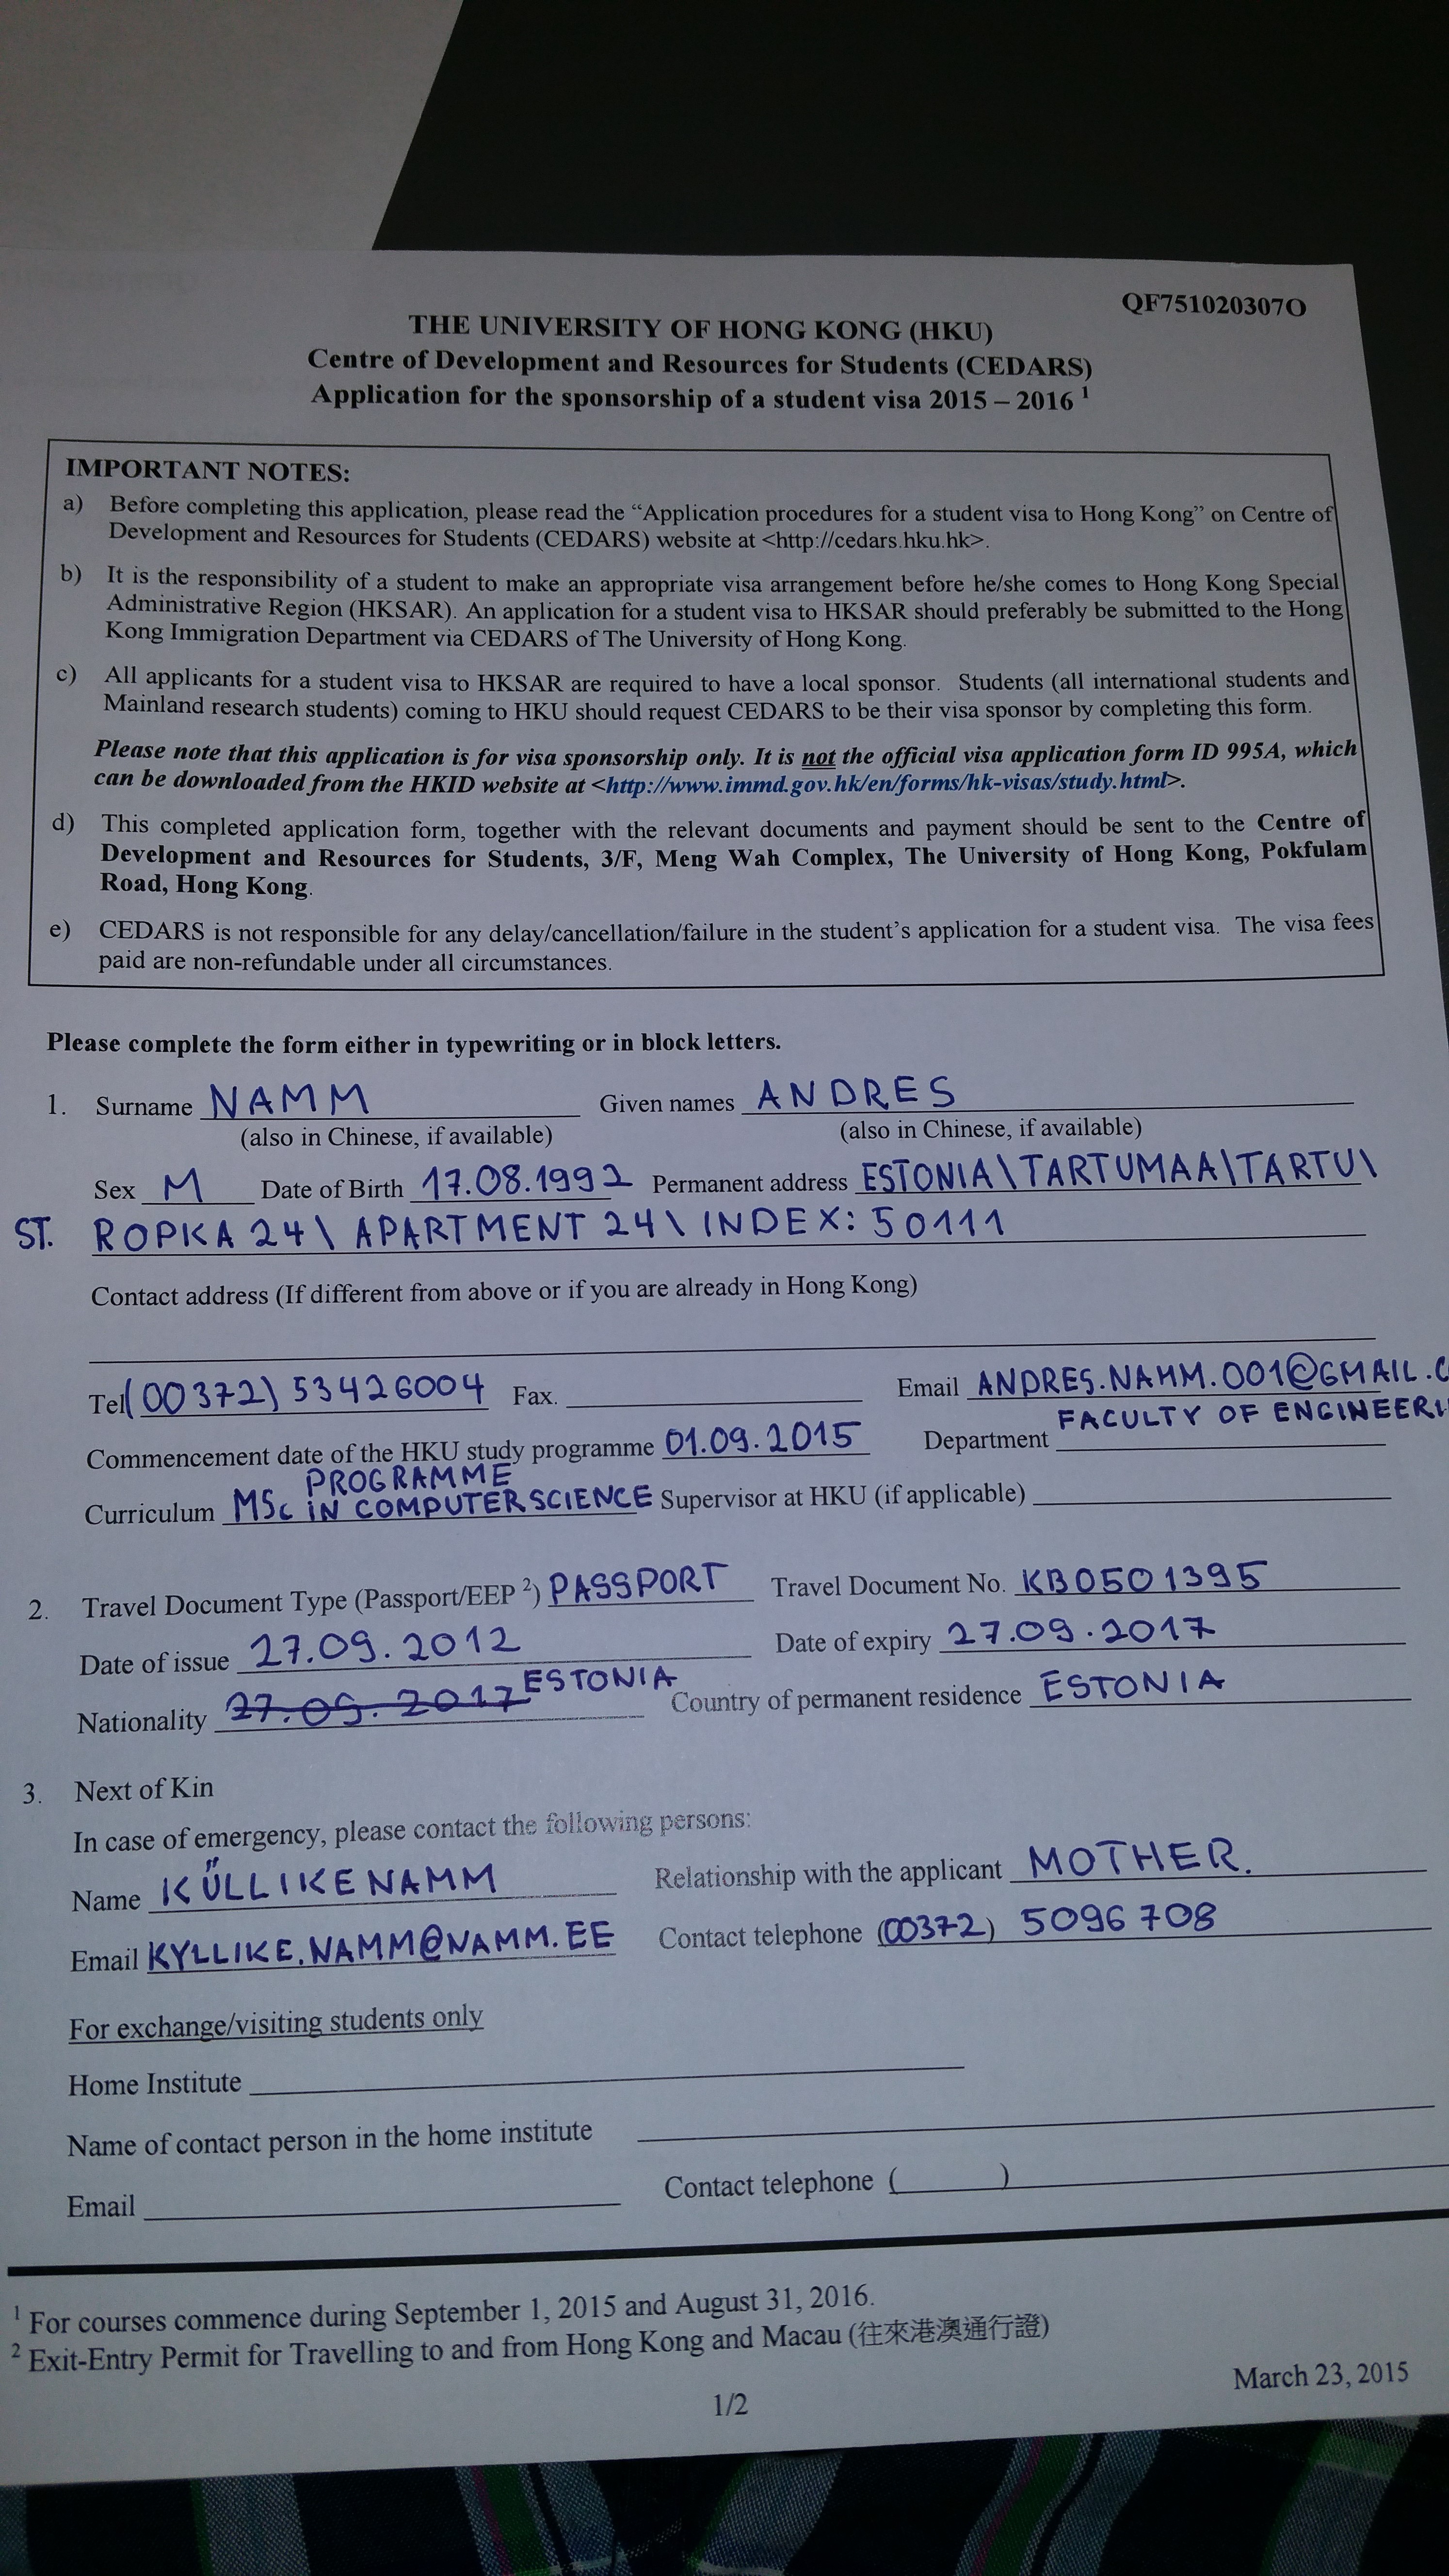 QF751020307O
THE UNIVERSITY OF HONG KONG (HKU)
Centre of Development and Resources for Students (CEDARS)
Application for the sponsorship of a student visa 2015 – 2016 1
IMPORTANT NOTES:
a) Before completing this application, please read the “Application procedures for a student visa to Hong Kong” on Centre of
Development and Resources for Students (CEDARS) website at <http://cedars.hku.hk>.
b) It is the responsibility of a student to make an appropriate visa arrangement before he/she comes to Hong Kong Special
Administrative Region (HKSAR). An application for a student visa to HKSAR should preferably be submitted to the Hong
Kong Immigration Department via CEDARS of The University of Hong Kong.
c) All applicants for a student visa to HKSAR are required to have a local sponsor. Students (all international students and
Mainland research students) coming to HKU should request CEDARS to be their visa sponsor by completing this form.
Please note that this application is for visa sponsorship only. It is not the official visa application form ID 995A, which
can be downloaded from the HKID website at <http://www.immd.gov.hk/en/forms/hk-visas/study.html>.
d) This completed application form, together with the relevant documents and payment should be sent to the Centre of
Development and Resources for Students, 3/F, Meng Wah Complex, The University of Hong Kong, Pokfulam
Road, Hong Kong.
e) CEDARS is not responsible for any delay/cancellation/failure in the student’s application for a student visa. The visa fees
paid are non-refundable under all circumstances.
Please complete the form either in typewriting or in block letters.
1. Surname NAMM Given names ANDRES
(also in Chinese, if available) (also in Chinese, if available)
Sex M Date of Birth 17.08.1992 Permanent address ESTONIA\TARTUMAA\TARTU\
ST. ROPKA 24\ APARTMENT 24\ INDEX: 50111
Contact address (If different from above or if you are already in Hong Kong)
Tel (00372) 53426004 Fax. Email ANDRES.NAMM.001@GMAIL.C
FACULTY OF ENGINEERI
Commencement date of the HKU study programme 01.09.2015 Department
PROGRAMME
Curriculum MSc IN COMPUTER SCIENCE Supervisor at HKU (if applicable)
2. Travel Document Type (Passport/EEP 2) PASSPORT Travel Document No. KB0501395
Date of issue 27.09.2012 Date of expiry 27.09.2017
Nationality 27.09.2017 ESTONIA Country of permanent residence ESTONIA
3. Next of Kin
In case of emergency, please contact the following persons:
Name KÜLLIKE NAMM Relationship with the applicant MOTHER.
Email KYLLIKE.NAMM@NAMM.EE Contact telephone (00372) 5096708
For exchange/visiting students only
Home Institute
Name of contact person in the home institute
Email Contact telephone ( )
1 For courses commence during September 1, 2015 and August 31, 2016.
2 Exit-Entry Permit for Travelling to and from Hong Kong and Macau (往來港澳通行證)
March 23, 2015
1/2